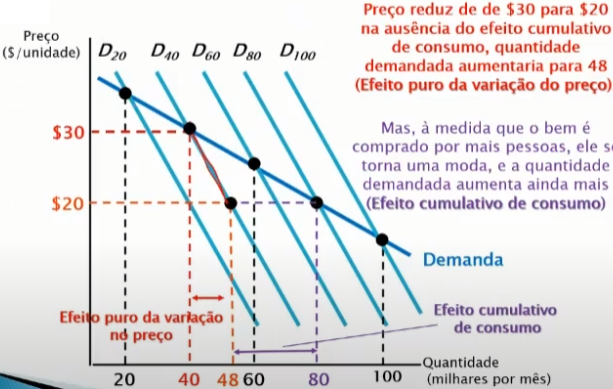 Preço reduz de de $30 para $20
na ausência do efeito cumulativo
de consumo, quantidade
demandada aumentaria para 48
(Efeito puro da variação do preço)
Mas, à medida que o bem é
comprado por mais pessoas, ele se
torna uma moda, e a quantidade
demandada aumenta ainda mais
(Efeito cumulativo de consumo)
Preço
($/unidade)
D20 D40 D60 D80 D100
$30
$20
Demanda
Efeito puro da variação
no preço
Efeito cumulativo
de consumo
Quantidade
(milhares por mês)
20 40 48 60 80 100